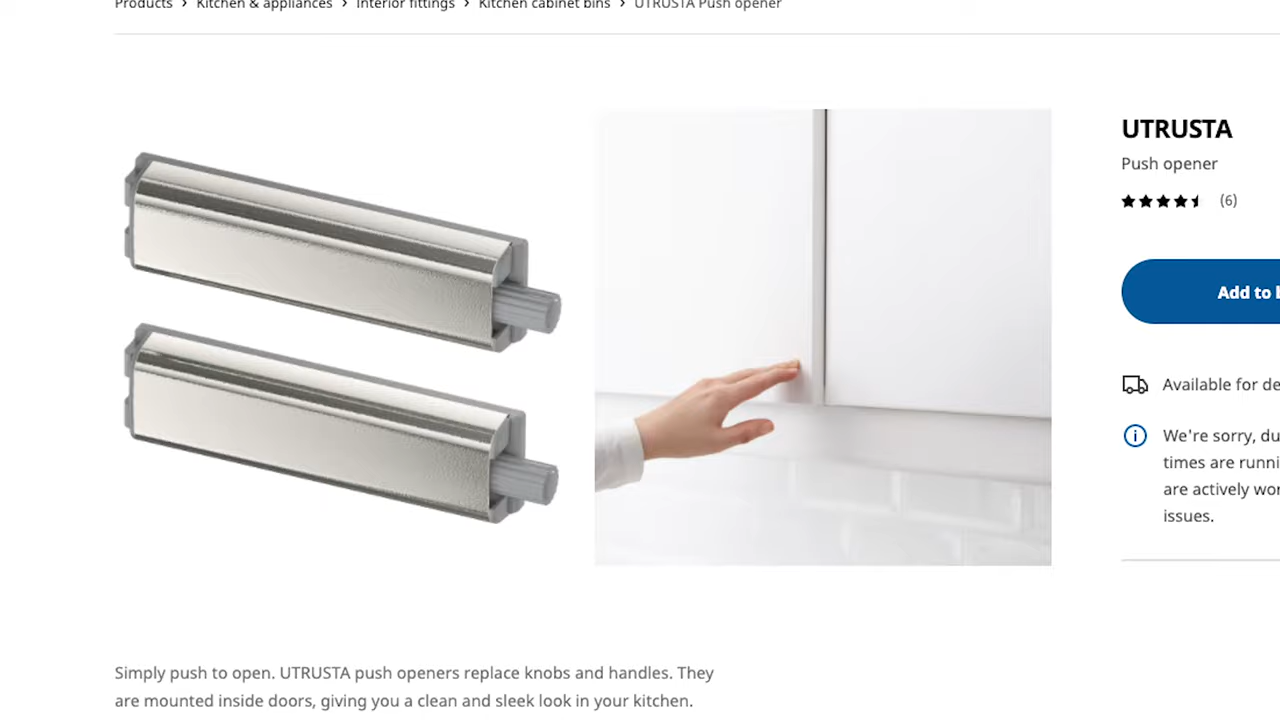 Products > Kitchen & appliances > Interior fittings > Kitchen cabinet bins > UTRUSTA Push opener
UTRUSTA
Push opener
(6)
Add to
Available for de
We're sorry, du
times are runni
are actively wor
issues.
Simply push to open. UTRUSTA push openers replace knobs and handles. They
are mounted inside doors, giving you a clean and sleek look in your kitchen.